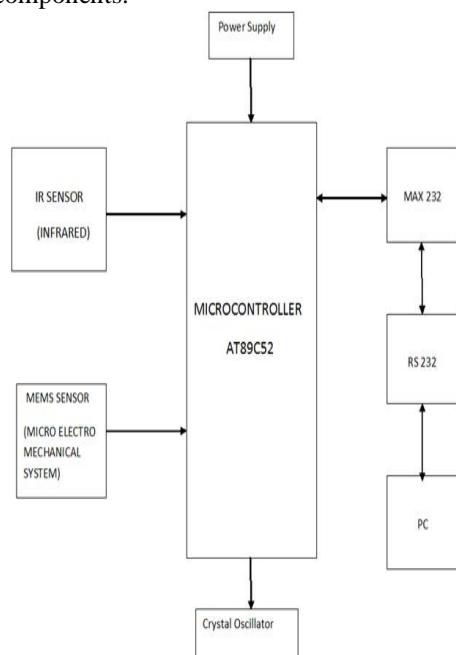 components.
Power Supply
IR SENSOR
(INFRARED)
MAX 232
MICROCONTROLLER
AT89C52
RS 232
MEMS SENSOR
(MICRO ELECTRO
MECHANICAL
SYSTEM)
PC
Crystal Oscillator